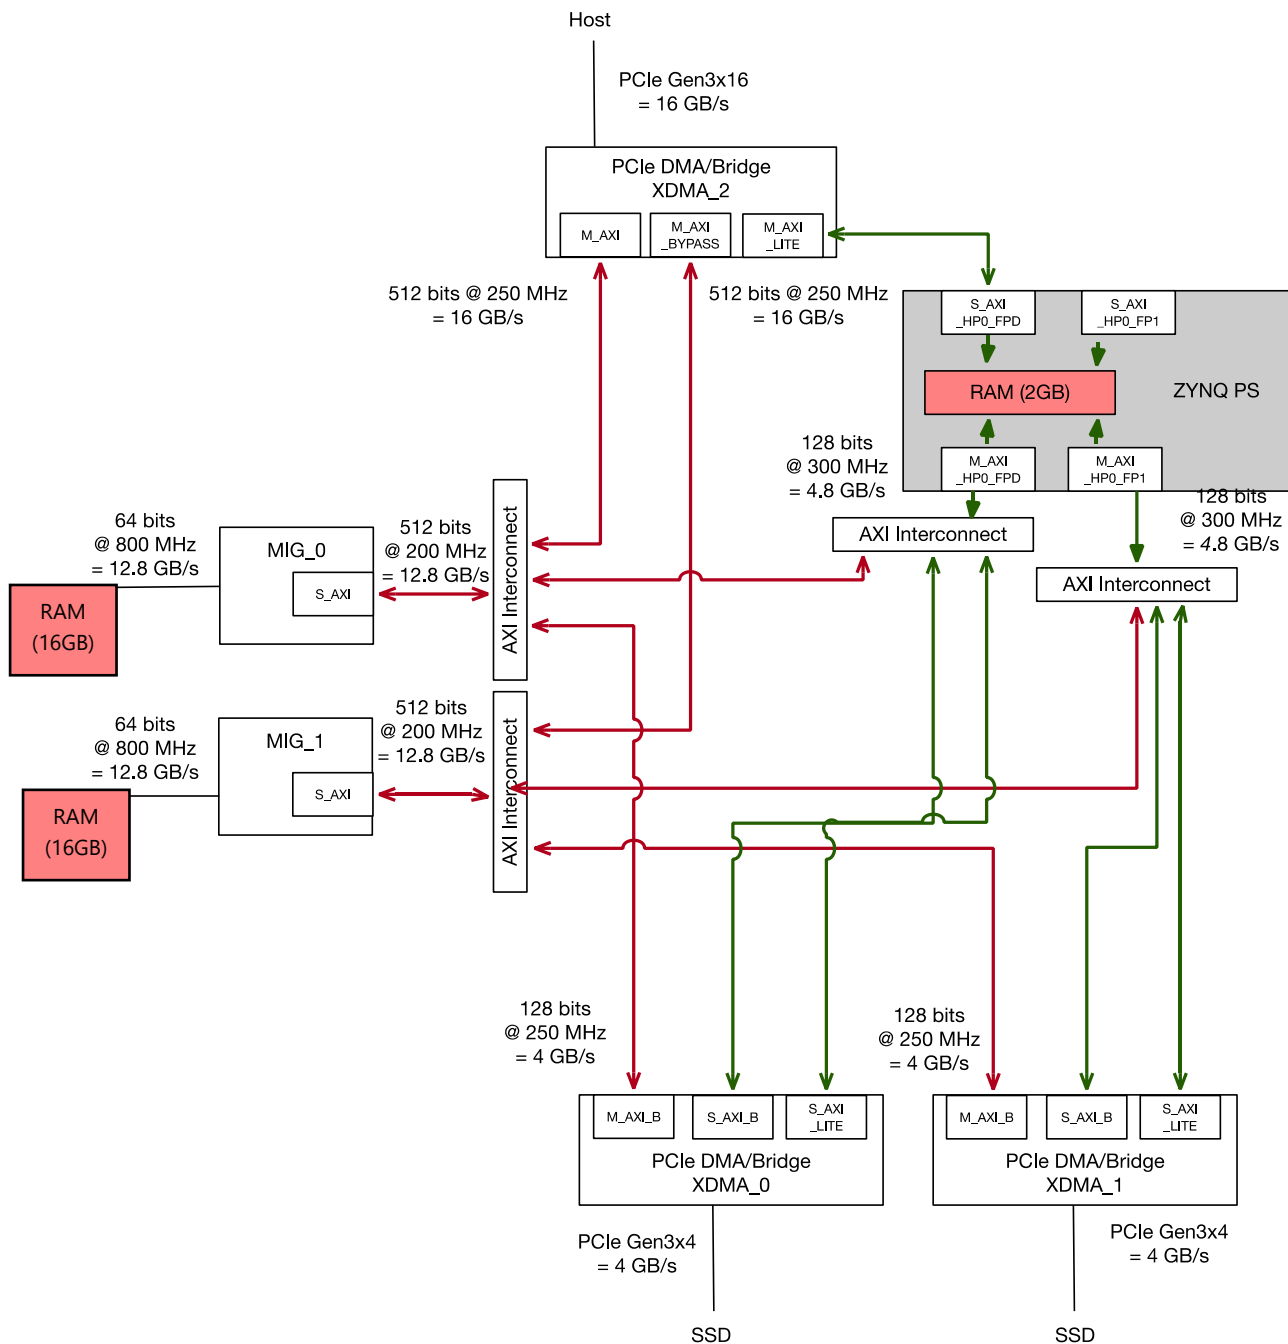 Host
PCIe Gen3x16
= 16 GB/s
PCIe DMA/Bridge
XDMA_2
M_AXI
M_AXI
_BYPASS
M_AXI
_LITE
512 bits @ 250 MHz
= 16 GB/s
512 bits @ 250 MHz
= 16 GB/s
S_AXI
_HP0_FPD
S_AXI
_HP0_FP1
RAM (2GB)
ZYNQ PS
M_AXI
_HP0_FPD
M_AXI
_HP0_FP1
128 bits
@ 300 MHz
= 4.8 GB/s
128 bits
@ 300 MHz
= 4.8 GB/s
AXI Interconnect
AXI Interconnect
64 bits
@ 800 MHz
= 12.8 GB/s
MIG_0
S_AXI
512 bits
@ 200 MHz
= 12.8 GB/s
AXI Interconnect
RAM
(16GB)
64 bits
@ 800 MHz
= 12.8 GB/s
MIG_1
S_AXI
512 bits
@ 200 MHz
= 12.8 GB/s
AXI Interconnect
RAM
(16GB)
128 bits
@ 250 MHz
= 4 GB/s
128 bits
@ 250 MHz
= 4 GB/s
M_AXI_B
S_AXI_B
S_AXI
_LITE
PCIe DMA/Bridge
XDMA_0
M_AXI_B
S_AXI_B
S_AXI
_LITE
PCIe DMA/Bridge
XDMA_1
PCIe Gen3x4
= 4 GB/s
PCIe Gen3x4
= 4 GB/s
SSD
SSD